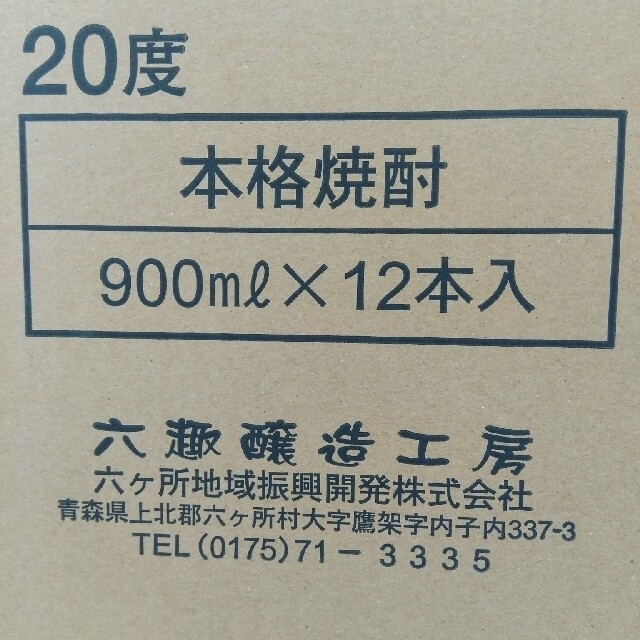 20度
本格焼酎
900mℓ×12本入
六趣醸造工房
六ヶ所地域振興開発株式会社
青森県上北郡六ヶ所村大字鷹架字内子内337-3
TEL(0175)71－3335